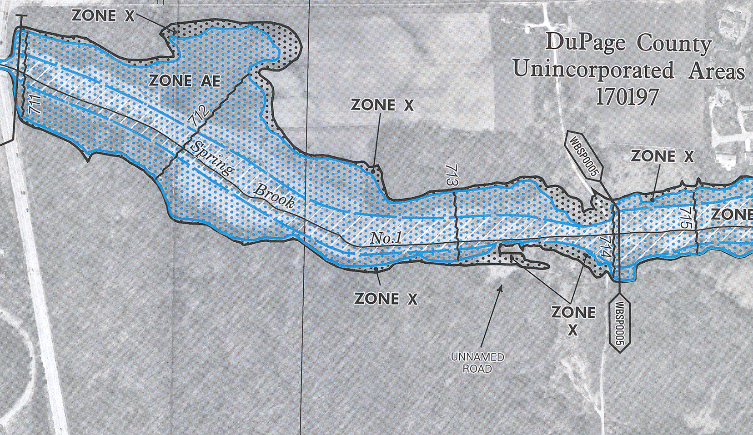 ZONE X
DuPage County
Unincorporated Areas
170197
ZONE AE
711
712
ZONE X
Spring
Brook
WBSP0005
ZONE X
713
No.1
714
715
ZONE
ZONE X
ZONE
X
WBSP0005
UNNAMED
ROAD